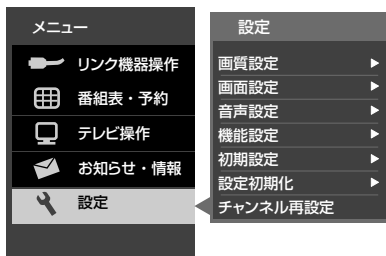 メニュー
リンク機器操作
番組表・予約
テレビ操作
お知らせ・情報
設定
設定
画質設定
画面設定
音声設定
機能設定
初期設定
設定初期化
チャンネル再設定